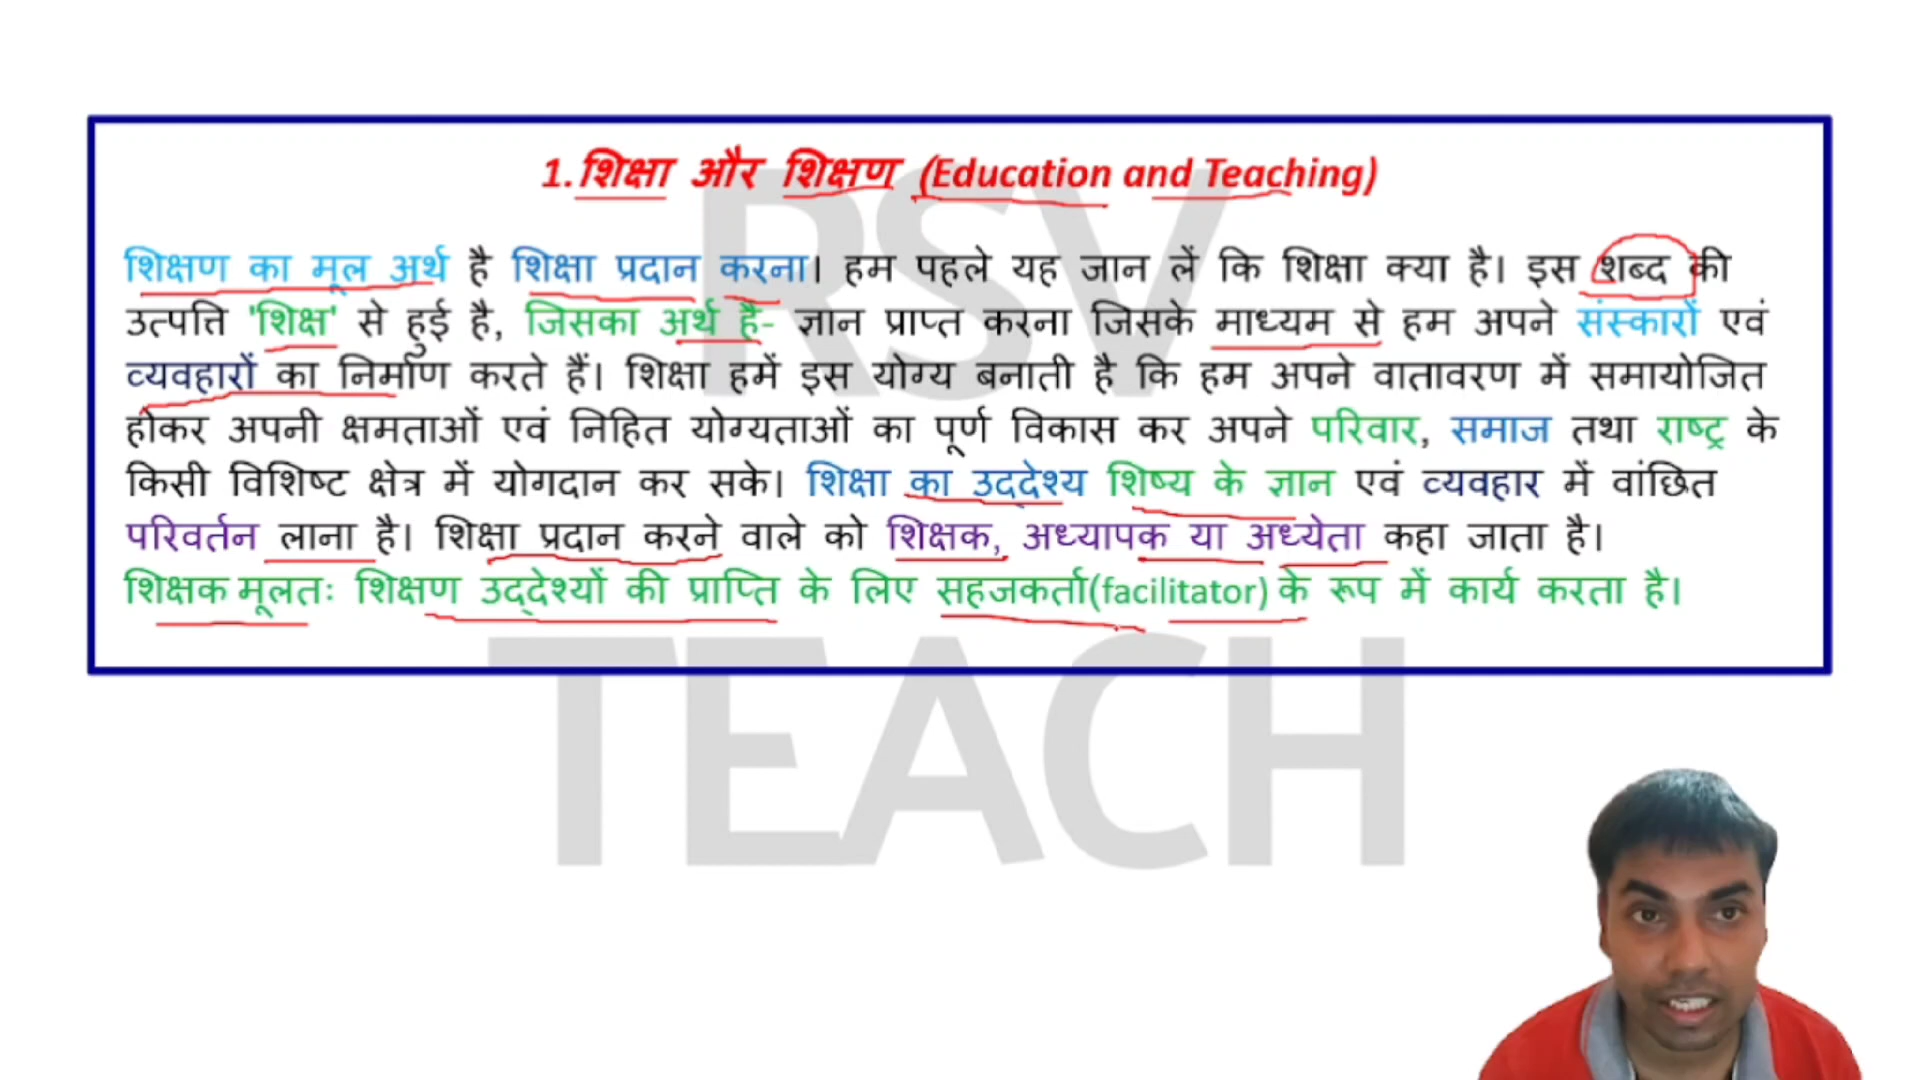 1.शिक्षा और शिक्षण (Education and Teaching)
शिक्षण का मूल अर्थ है शिक्षा प्रदान करना। हम पहले यह जान लें कि शिक्षा क्या है। इस शब्द की
उत्पत्ति 'शिक्ष' से हुई है, जिसका अर्थ है- ज्ञान प्राप्त करना जिसके माध्यम से हम अपने संस्कारों एवं
व्यवहारों का निर्माण करते हैं। शिक्षा हमें इस योग्य बनाती है कि हम अपने वातावरण में समायोजित
होकर अपनी क्षमताओं एवं निहित योग्यताओं का पूर्ण विकास कर अपने परिवार, समाज तथा राष्ट्र के
किसी विशिष्ट क्षेत्र में योगदान कर सके। शिक्षा का उद्देश्य शिष्य के ज्ञान एवं व्यवहार में वांछित
परिवर्तन लाना है। शिक्षा प्रदान करने वाले को शिक्षक, अध्यापक या अध्येता कहा जाता है।
शिक्षक मूलतः शिक्षण उद्देश्यों की प्राप्ति के लिए सहजकर्ता(facilitator) के रूप में कार्य करता है।
RSV
TEACH